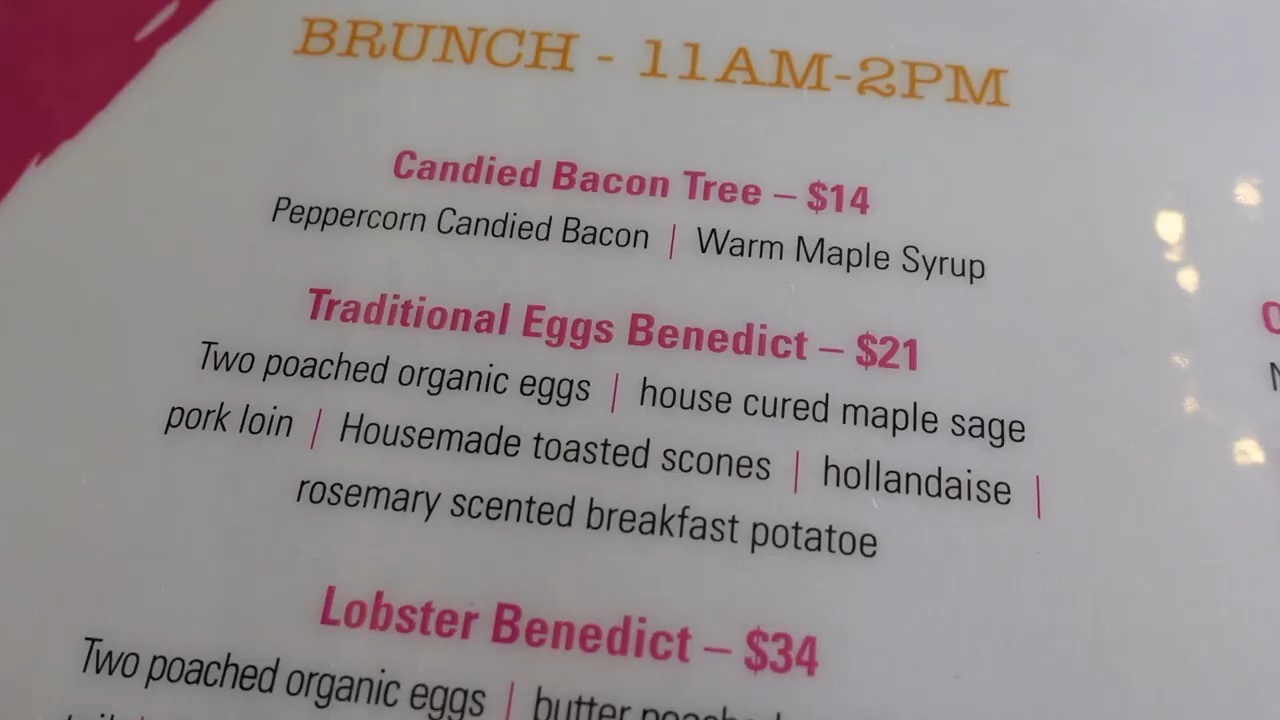 BRUNCH - 11AM-2PM
Candied Bacon Tree – $14
Peppercorn Candied Bacon | Warm Maple Syrup
Traditional Eggs Benedict – $21
Two poached organic eggs | house cured maple sage
pork loin | Housemade toasted scones | hollandaise |
rosemary scented breakfast potatoe
Lobster Benedict – $34
Two poached organic eggs | butter poached